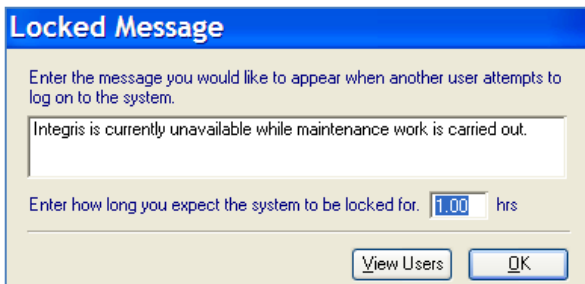 Locked Message
Enter the message you would like to appear when another user attempts to
log on to the system.
Integris is currently unavailable while maintenance work is carried out.
Enter how long you expect the system to be locked for. 1.00 hrs
View Users OK